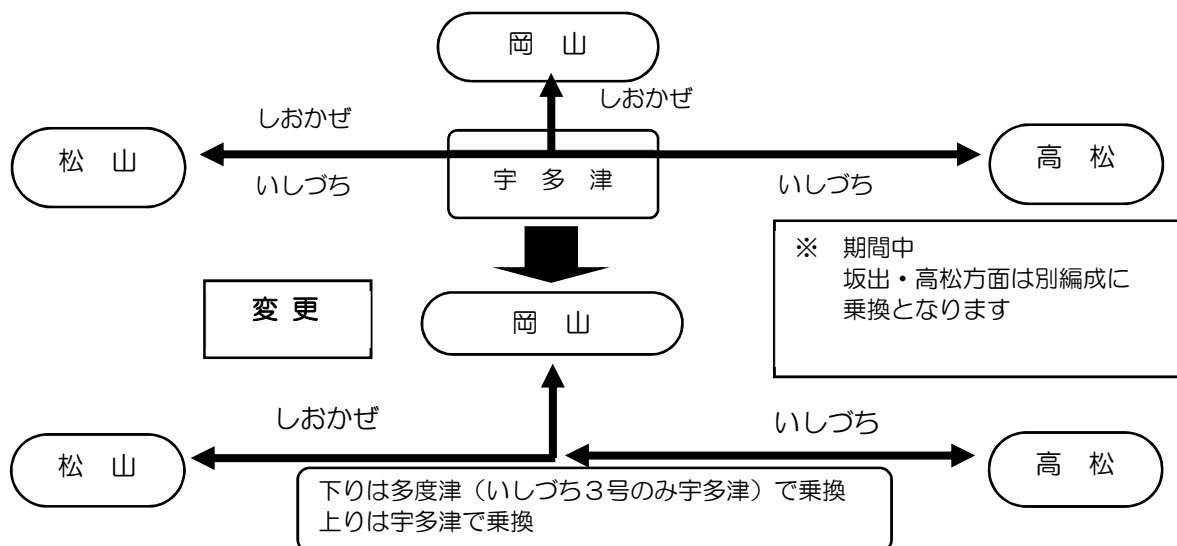 岡　山
しおかぜ
しおかぜ
松　山
高　松
宇　多　津
いしづち
いしづち
※　期間中
坂出・高松方面は別編成に
乗換となります
変 更
岡　山
しおかぜ
いしづち
松　山
高　松
下りは多度津（いしづち３号のみ宇多津）で乗換
上りは宇多津で乗換